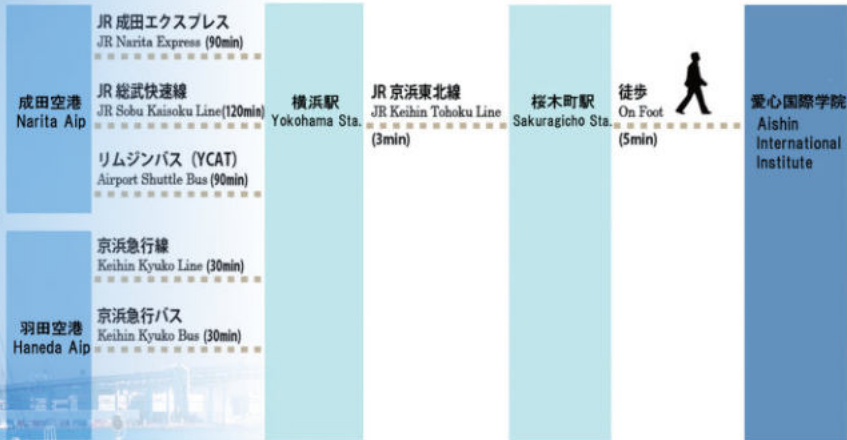 成田空港
Narita Aip
JR 成田エクスプレス
JR Narita Express (90min)
JR 総武快速線
JR Sobu Kaisoku Line(120min)
リムジンバス（YCAT）
Airport Shuttle Bus (90min)
羽田空港
Haneda Aip
京浜急行線
Keihin Kyuko Line (30min)
京浜急行バス
Keihin Kyuko Bus (30min)
横浜駅
Yokohama Sta.
JR 京浜東北線
JR Keihin Tohoku Line
(3min)
桜木町駅
Sakuragicho Sta.
徒歩
On Foot
(5min)
愛心国際学院
Aishin
International
Institute